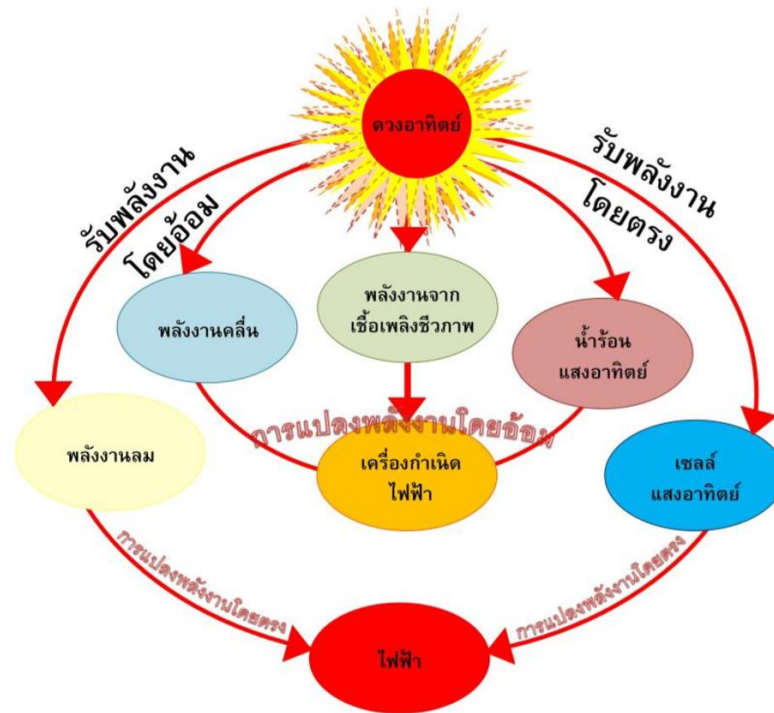 ดวงอาทิตย์
รับพลังงาน
โดยอ้อม
รับพลังงาน
โดยตรง
พลังงานคลื่น
พลังงานจาก
เชื้อเพลิงชีวภาพ
น้ำร้อน
แสงอาทิตย์
การแปลงพลังงานโดยอ้อม
พลังงานลม
เครื่องกำเนิด
ไฟฟ้า
เซลล์
แสงอาทิตย์
การแปลงพลังงานโดยตรง
การแปลงพลังงานโดยตรง
ไฟฟ้า